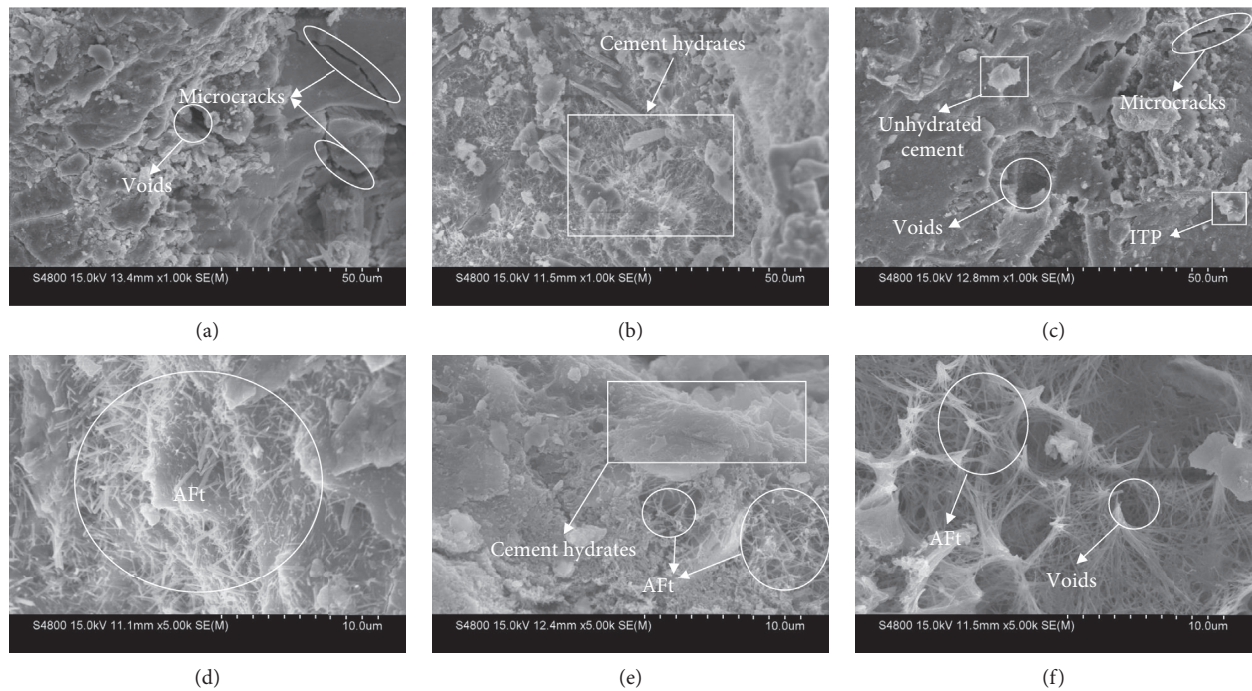 Microcracks
Voids
S4800 15.0kV 13.4mm x1.00k SE(M)
50.0um
(a)
Cement hydrates
S4800 15.0kV 11.5mm x1.00k SE(M)
50.0um
(b)
Unhydrated
cement
Microcracks
Voids
ITP
S4800 15.0kV 12.8mm x1.00k SE(M)
50.0um
(c)
AFt
S4800 15.0kV 11.1mm x5.00k SE(M)
10.0um
(d)
Cement hydrates
AFt
S4800 15.0kV 12.4mm x5.00k SE(M)
10.0um
(e)
AFt
Voids
S4800 15.0kV 11.5mm x5.00k SE(M)
10.0um
(f)